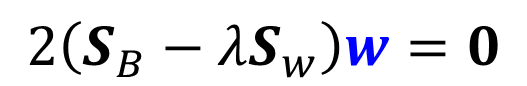 2(𝑺_B − λ𝑺_w)𝒘 = 𝟎